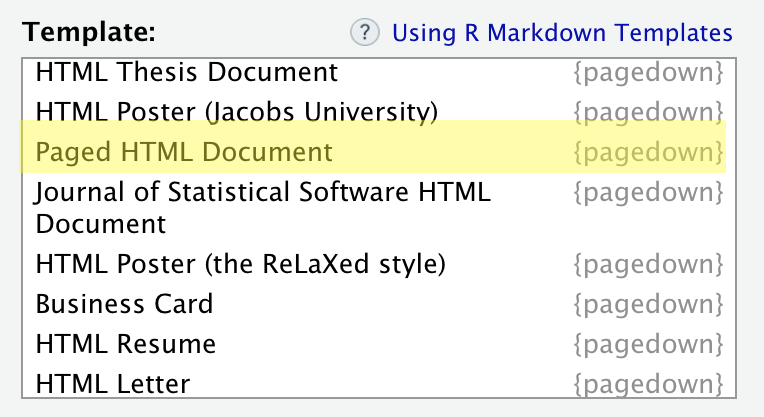 Template: ? Using R Markdown Templates
HTML Thesis Document {pagedown}
HTML Poster (Jacobs University) {pagedown}
Paged HTML Document {pagedown}
Journal of Statistical Software HTML {pagedown}
Document
HTML Poster (the ReLaXed style) {pagedown}
Business Card {pagedown}
HTML Resume {pagedown}
HTML Letter {pagedown}